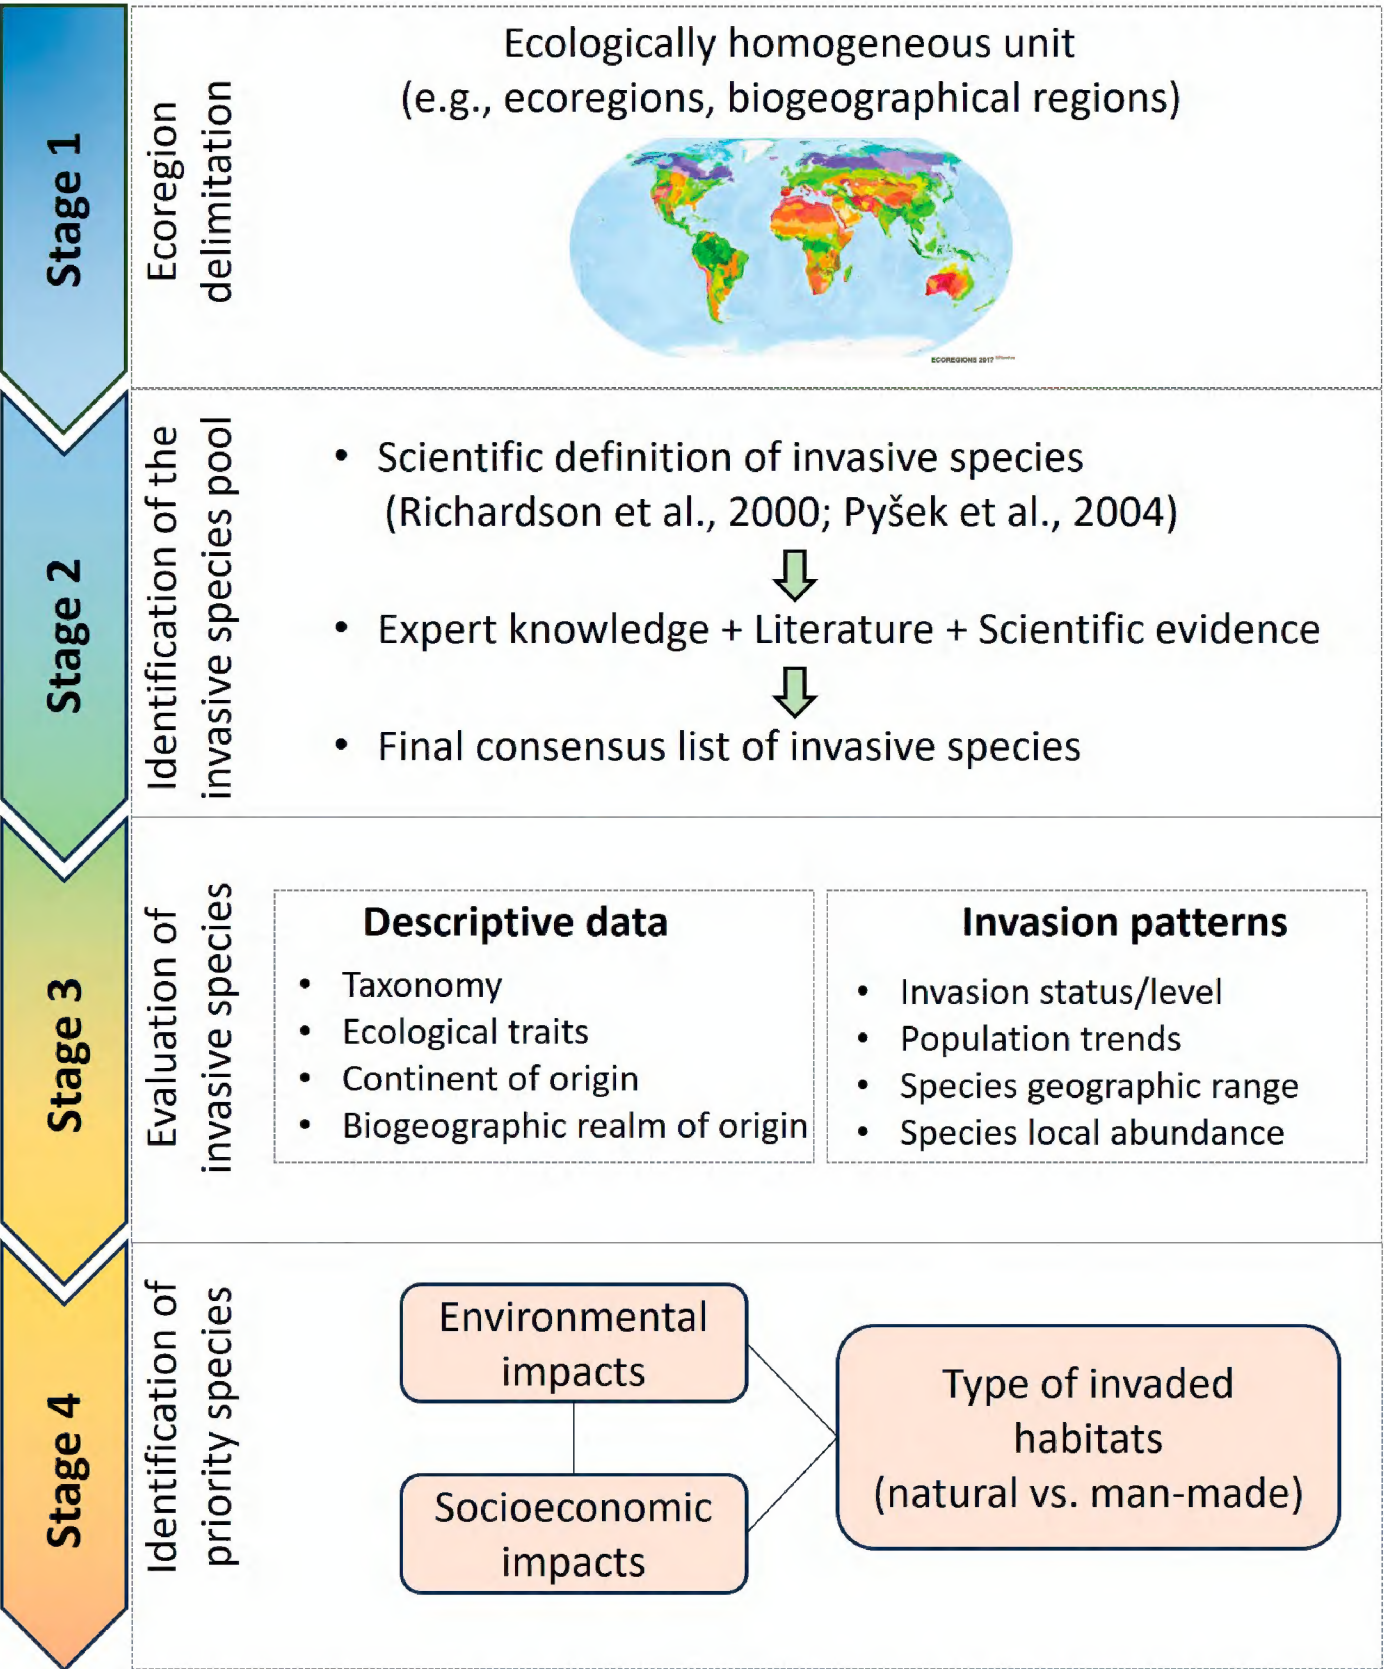 Stage 1
Ecoregion
delimitation
Ecologically homogeneous unit
(e.g., ecoregions, biogeographical regions)
ECOREGIONS 2017
Stage 2
Identification of the
invasive species pool
• Scientific definition of invasive species
(Richardson et al., 2000; Pyšek et al., 2004)
• Expert knowledge + Literature + Scientific evidence
• Final consensus list of invasive species
Stage 3
Evaluation of
invasive species
Descriptive data
• Taxonomy
• Ecological traits
• Continent of origin
• Biogeographic realm of origin
Invasion patterns
• Invasion status/level
• Population trends
• Species geographic range
• Species local abundance
Stage 4
Identification of
priority species
Environmental
impacts
Socioeconomic
impacts
Type of invaded
habitats
(natural vs. man-made)